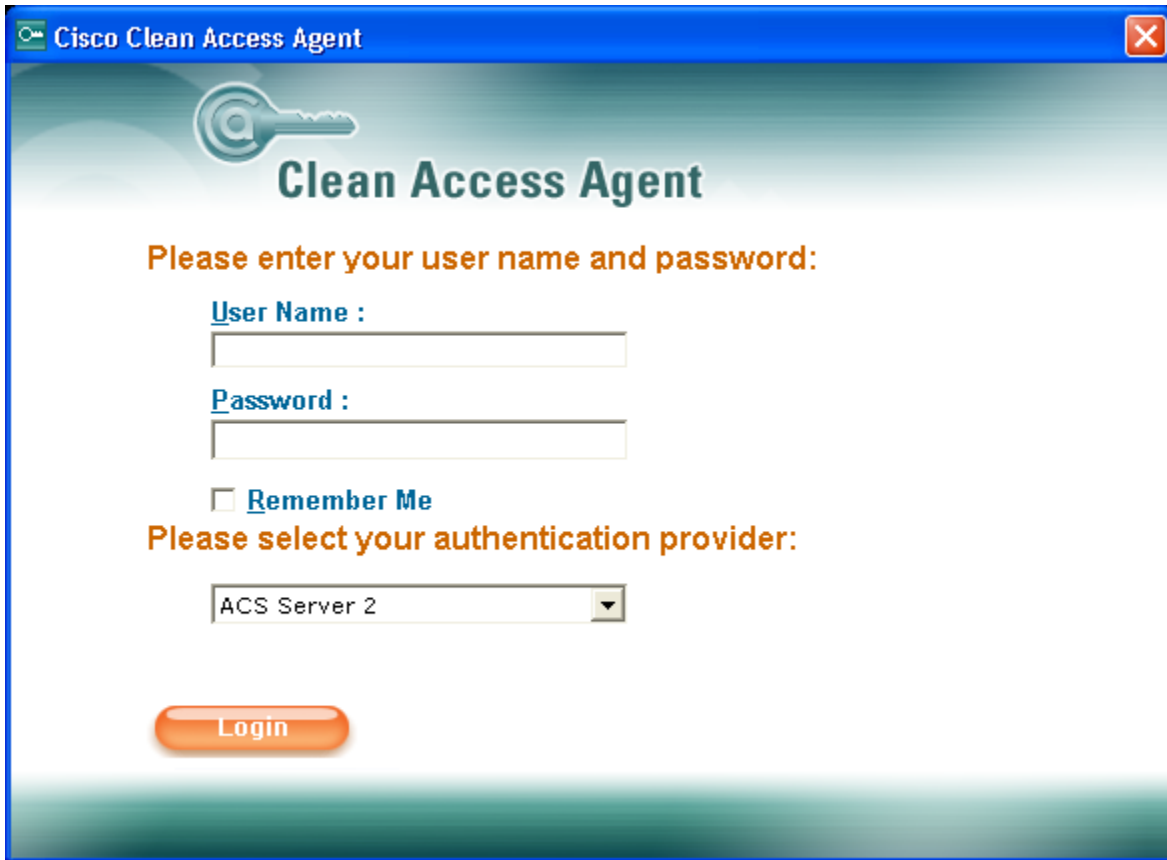 Cisco Clean Access Agent
Clean Access Agent
Please enter your user name and password:
User Name :
Password :
Remember Me
Please select your authentication provider:
ACS Server 2
Login